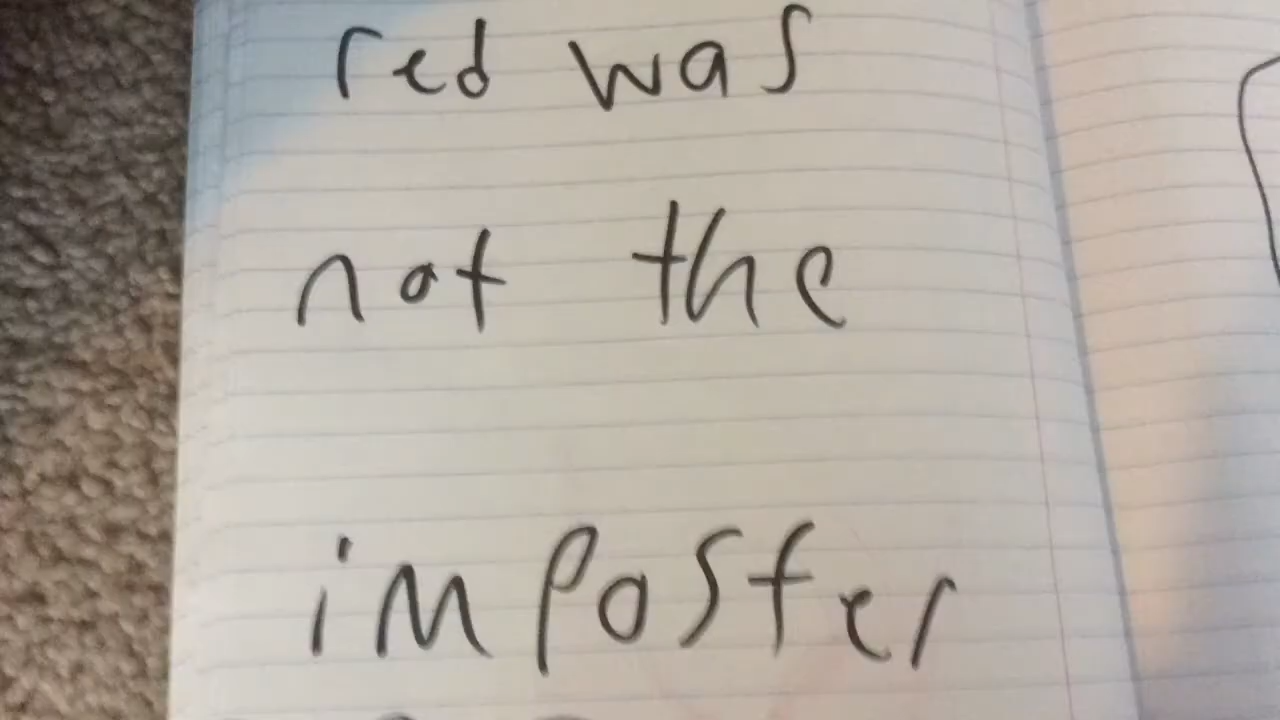 red was
not the
imposter